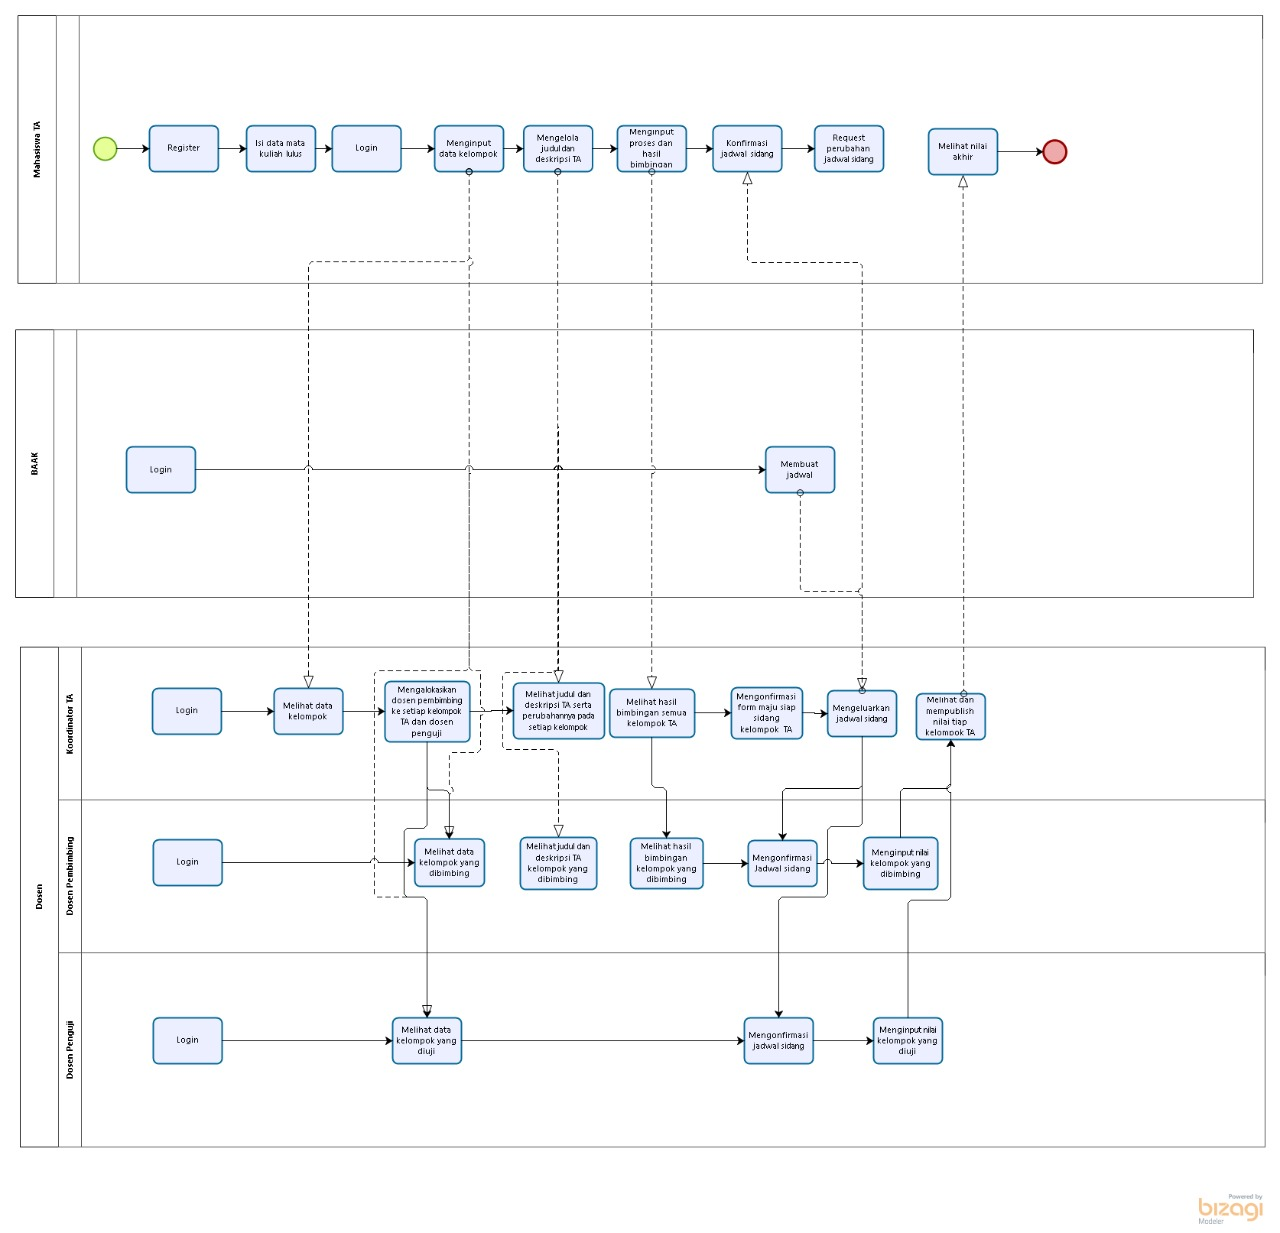 Mahasiswa TA
Register
Isi data mata
kuliah lulus
Login
Menginput
data kelompok
Mengelola
judul dan
deskripsi TA
Menginput
proses dan
hasil
bimbingan
Konfirmasi
jadwal sidang
Request
perubahan
jadwal sidang
Melihat nilai
akhir
BAAK
Login
Membuat
jadwal
Dosen
Koordinator TA
Login
Melihat data
kelompok
Mengalokasikan
dosen pembimbing
ke setiap kelompok
TA dan dosen
penguji
Melihat judul dan
deskripsi TA serta
perubahannya pada
setiap kelompok
Melihat hasil
bimbingan semua
kelompok TA
Mengonfirmasi
form maju siap
sidang
kelompok TA
Mengeluarkan
jadwal sidang
Melihat dan
mempublish
nilai tiap
kelompok TA
Dosen Pembimbing
Login
Melihat data
kelompok yang
dibimbing
Melihat judul dan
deskripsi TA
kelompok yang
dibimbing
Melihat hasil
bimbingan
kelompok yang
dibimbing
Mengonfirmasi
Jadwal sidang
Menginput nilai
kelompok yang
dibimbing
Dosen Penguji
Login
Melihat data
kelompok yang
diuji
Mengonfirmasi
jadwal sidang
Menginput nilai
kelompok yang
diuji
Powered by
bizagi
Modeler